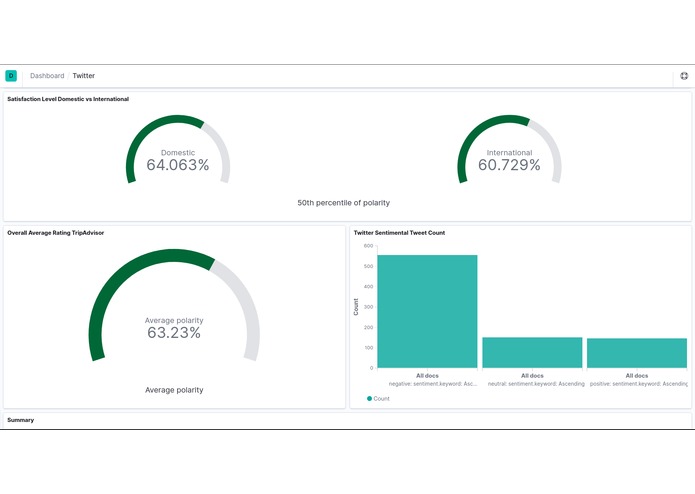 D Dashboard / Twitter
Satisfaction Level Domestic vs International
Domestic
64.063%
International
60.729%
50th percentile of polarity
Overall Average Rating TripAdvisor
Average polarity
63.23%
Average polarity
Twitter Sentimental Tweet Count
Count
600
500
400
300
200
100
0
All docs
negative: sentiment.keyword: Asc...
All docs
neutral: sentiment.keyword: Ascending
All docs
positive: sentiment.keyword: Ascending
Count
Summary